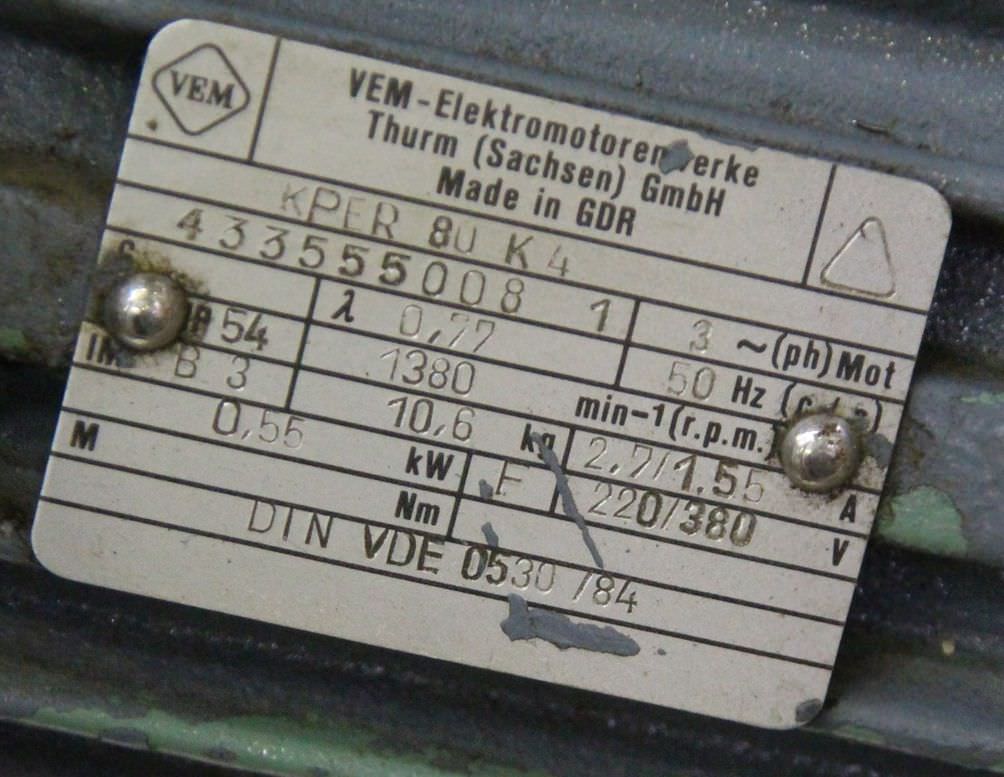 VEM
VEM-Elektromotorenwerke
Thurm (Sachsen) GmbH
Made in GDR
KPER 80 K 4
433555008 1
3 ~(ph) Mot
54 λ 0,77 50 Hz
IM B 3 1380 min-1(r.p.m.)
10,6 kg 2.7/1.55 A
0,55 kW F 220/380 V
M Nm
DIN VDE 0530 /84